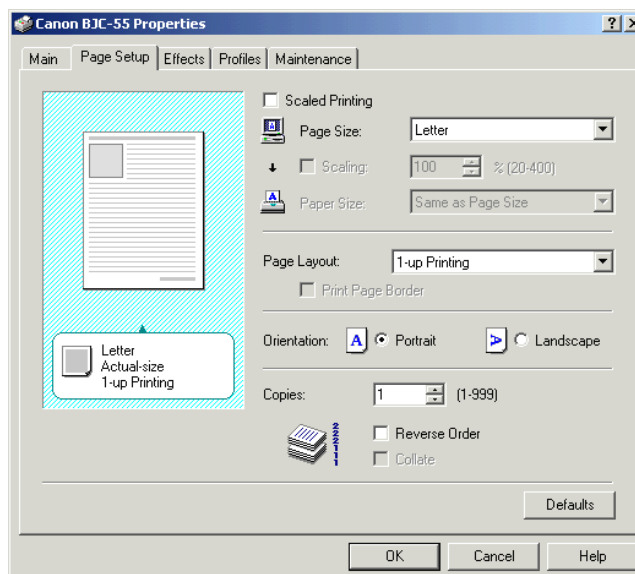 Canon BJC-55 Properties
Main Page Setup Effects Profiles Maintenance
Scaled Printing
Page Size: Letter
Scaling: 100 % (20-400)
Paper Size: Same as Page Size
Page Layout: 1-up Printing
Print Page Border
Letter
Actual-size
1-up Printing
Orientation: A Portrait A Landscape
Copies: 1 (1-999)
222111
Reverse Order
Collate
Defaults
OK Cancel Help